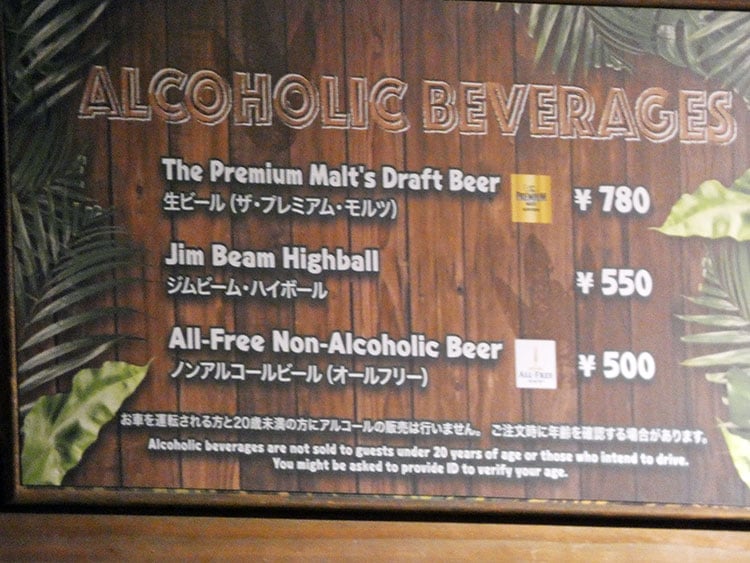 ALCOHOLIC BEVERAGES
The Premium Malt's Draft Beer
生ビール (ザ・プレミアム・モルツ)
PREMIUM
¥ 780
Jim Beam Highball
ジムビーム・ハイボール
¥ 550
All-Free Non-Alcoholic Beer
ノンアルコールビール (オールフリー)
ALL-FREE
¥ 500
お車を運転される方と20歳未満の方にアルコールの販売は行いません。 ご注文時に年齢を確認する場合があります。
Alcoholic beverages are not sold to guests under 20 years of age or those who intend to drive.
You might be asked to provide ID to verify your age.